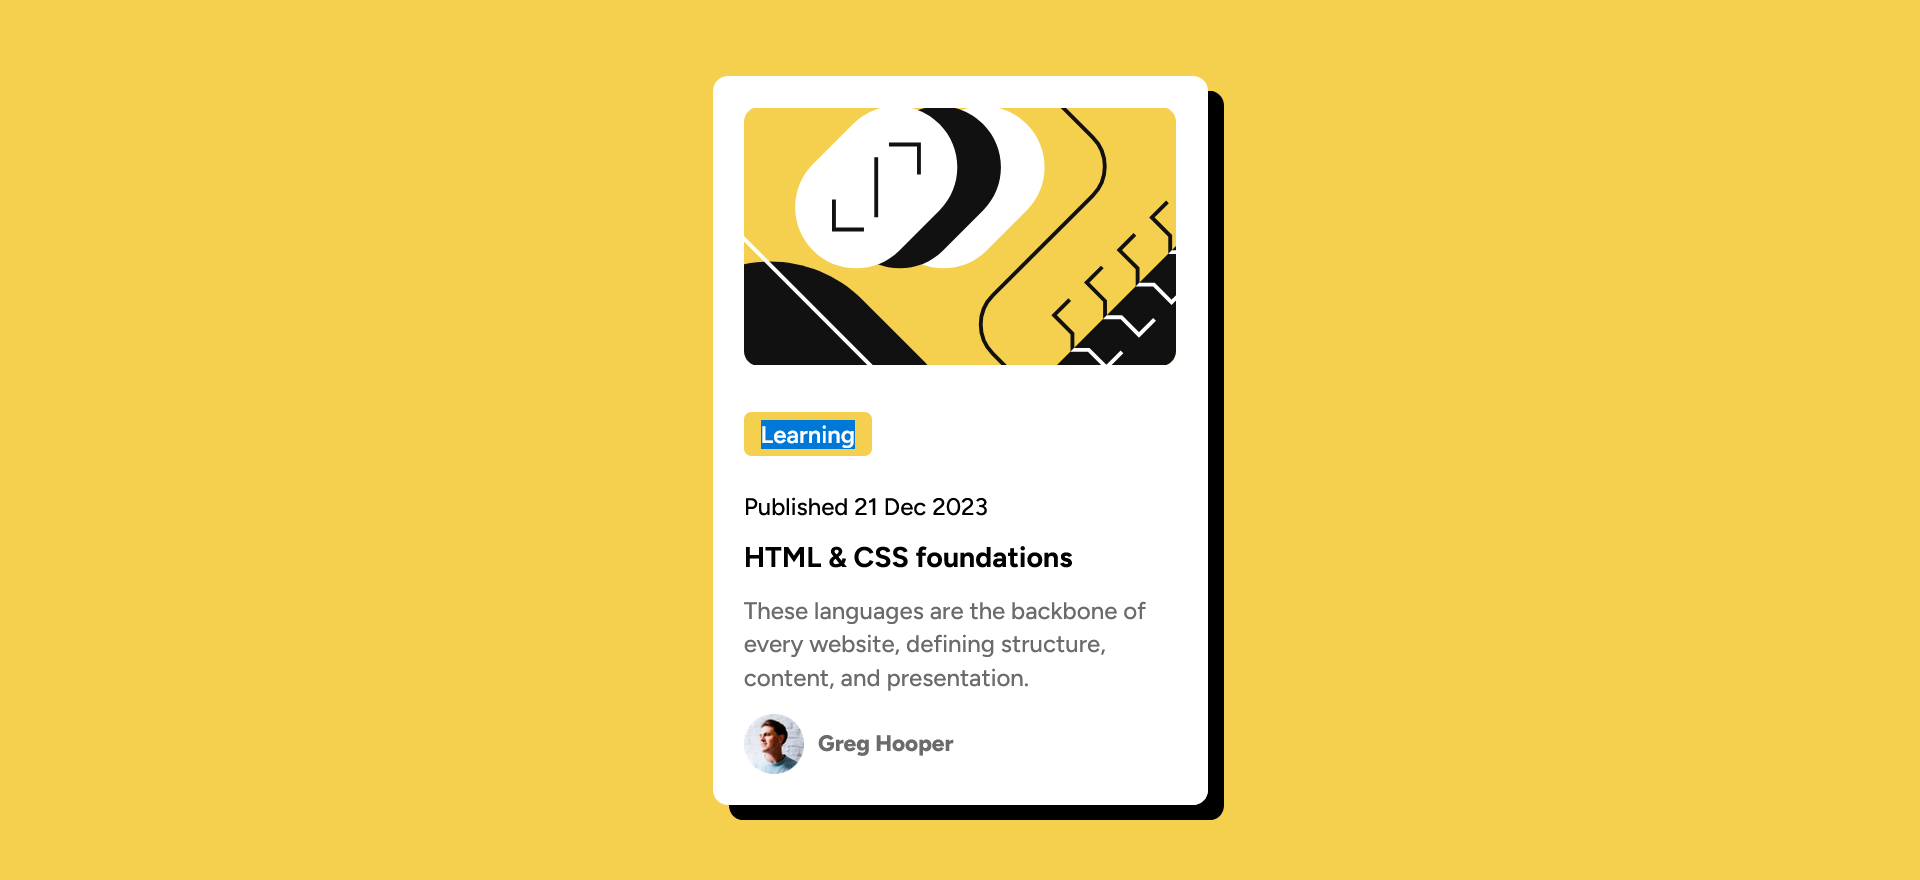 Learning
Published 21 Dec 2023
HTML & CSS foundations
These languages are the backbone of
every website, defining structure,
content, and presentation.
Greg Hooper